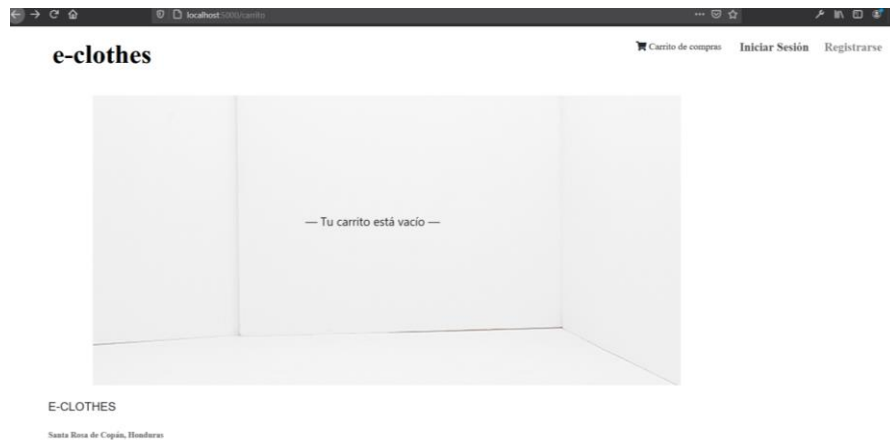 localhost:5000/carrito
e-clothes
Carrito de compras Iniciar Sesión Registrarse
— Tu carrito está vacío —
E-CLOTHES
Santa Rosa de Copán, Honduras